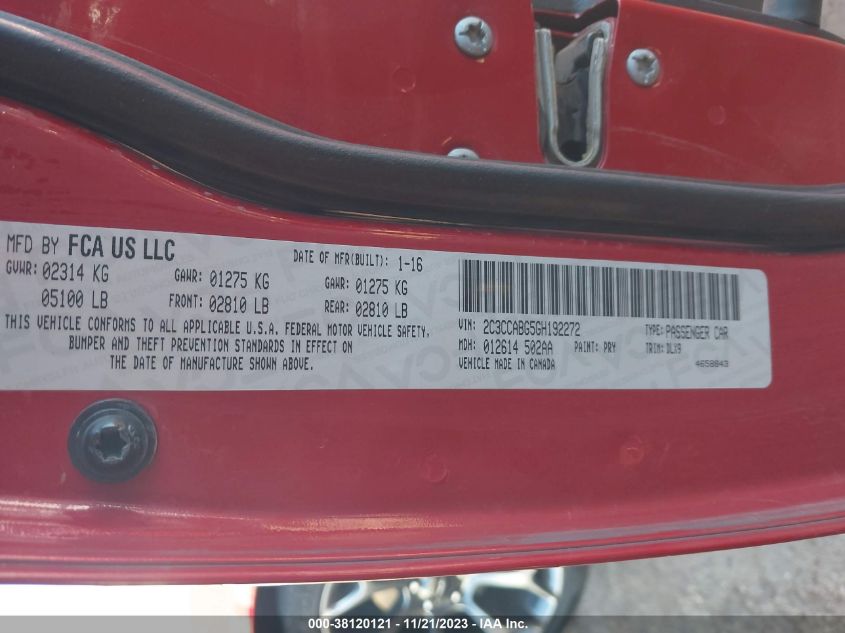 MFD BY FCA US LLC
DATE OF MFR(BUILT): 1-16
GVWR: 02314 KG
GAWR: 01275 KG
GAWR: 01275 KG
05100 LB
FRONT: 02810 LB
REAR: 02810 LB
THIS VEHICLE CONFORMS TO ALL APPLICABLE U.S.A. FEDERAL MOTOR VEHICLE SAFETY,
BUMPER AND THEFT PREVENTION STANDARDS IN EFFECT ON
THE DATE OF MANUFACTURE SHOWN ABOVE.
VIN: 2C3CCABG5GH192272
TYPE: PASSENGER CAR
MDH: 012614 502AA
PAINT: PRY
TRIM: DLX9
VEHICLE MADE IN CANADA
4658843
000-38120121 - 11/21/2023 - IAA Inc.